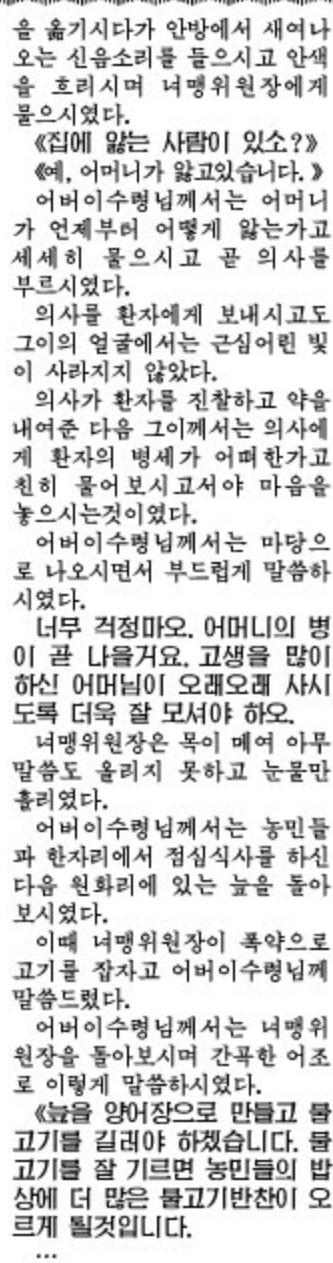 을 옮기시다가 안방에서 새여나
오는 신음소리를 들으시고 안색
을 흐리시며 녀맹위원장에게
물으시였다.
《집에 앓는 사람이 있소?》
《예, 어머니가 앓고있습니다.》
어버이수령님께서는 어머니
가 언제부터 어떻게 앓는가고
세세히 물으시고 곧 의사를
부르시였다.
의사를 환자에게 보내시고도
그이의 얼굴에서는 근심어린 빛
이 사라지지 않았다.
의사가 환자를 진찰하고 약을
내여준 다음 그이께서는 의사에
게 환자의 병세가 어떠한가고
친히 물어보시고서야 마음을
놓으시는것이였다.
어버이수령님께서는 마당으
로 나오시면서 부드럽게 말씀하
시였다.
너무 걱정마오. 어머니의 병
이 곧 나을거요. 고생을 많이
하신 어머님이 오래오래 사시
도록 더욱 잘 모셔야 하오.
녀맹위원장은 목이 메여 아무
말씀도 올리지 못하고 눈물만
흘리였다.
어버이수령님께서는 농민들
과 한자리에서 점심식사를 하신
다음 원화리에 있는 늪을 돌아
보시였다.
이때 녀맹위원장이 폭약으로
고기를 잡자고 어버이수령님께
말씀드렸다.
어버이수령님께서는 녀맹위
원장을 돌아보시며 간곡한 어조
로 이렇게 말씀하시였다.
《늪을 양어장으로 만들고 물
고기를 길러야 하겠습니다. 물
고기를 잘 기르면 농민들의 밥
상에 더 많은 물고기반찬이 오
르게 될것입니다.
…